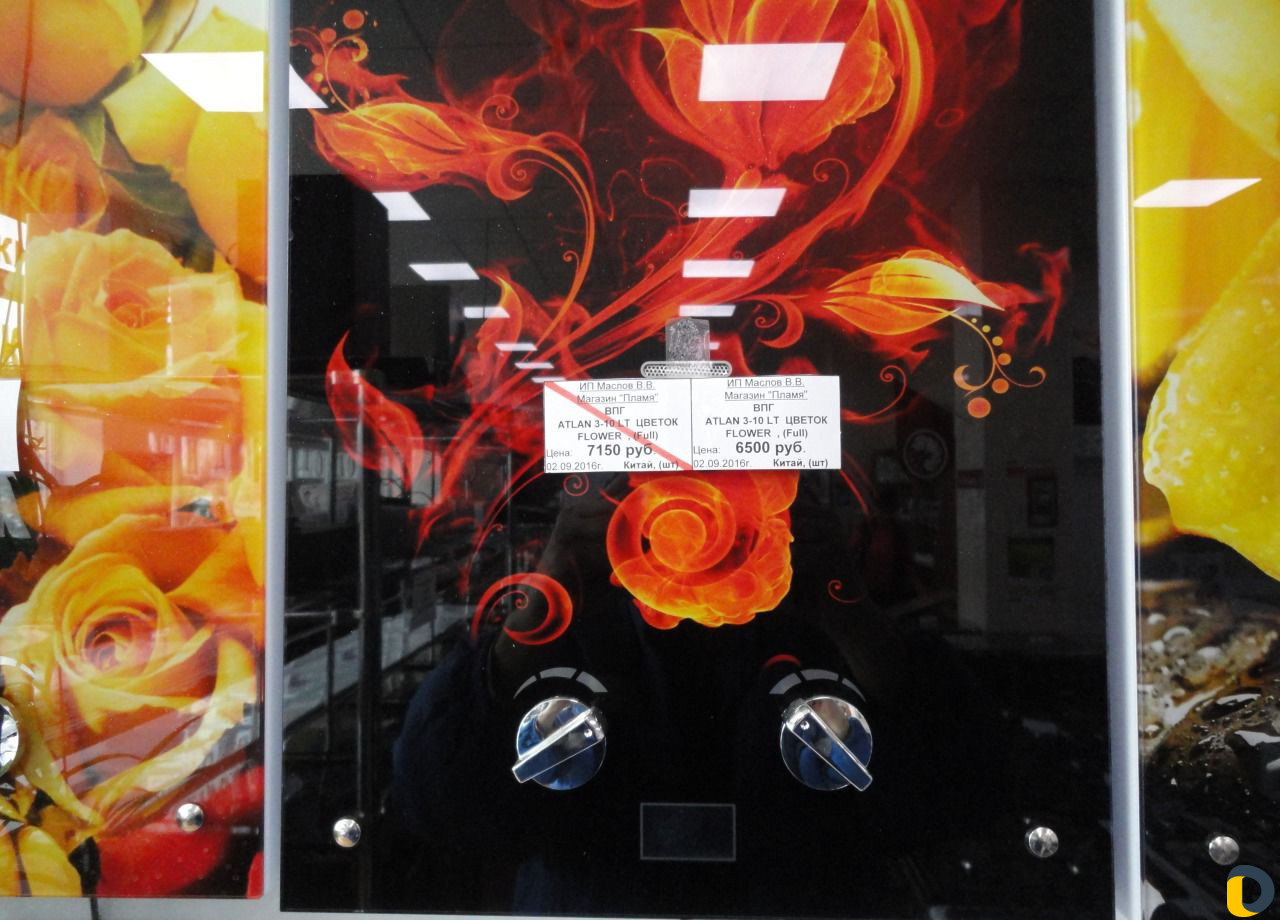 ИП Маслов В.В.
Магазин "Пламя"
ВПГ
ATLAN 3-10 LT ЦВЕТОК
FLOWER , (Full)
Цена: 7150 руб.
02.09.2016г. Китай, (шт)
ИП Маслов В.В.
Магазин "Пламя"
ВПГ
ATLAN 3-10 LT ЦВЕТОК
FLOWER , (Full)
Цена: 6500 руб.
02.09.2016г. Китай, (шт)